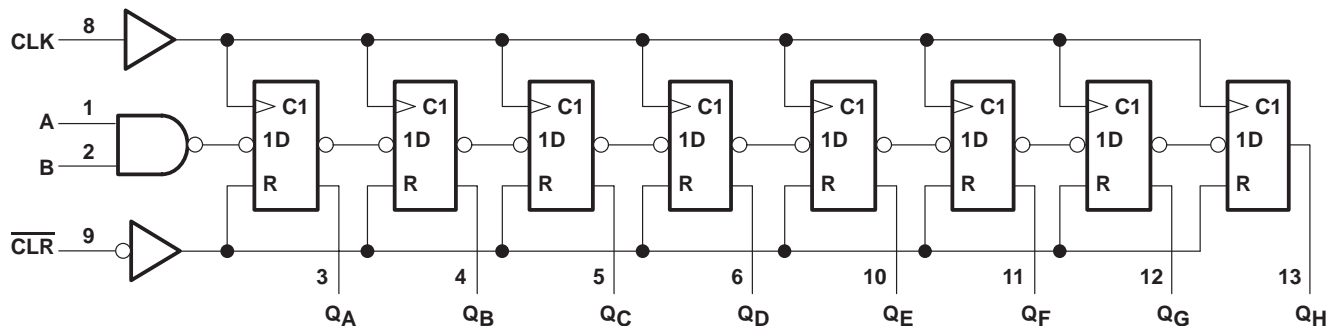 CLK 8
C1 C1 C1 C1 C1 C1 C1 C1
A 1
1D 1D 1D 1D 1D 1D 1D 1D
B 2
R R R R R R R R
CLR 9
3 4 5 6 10 11 12 13
QA QB QC QD QE QF QG QH